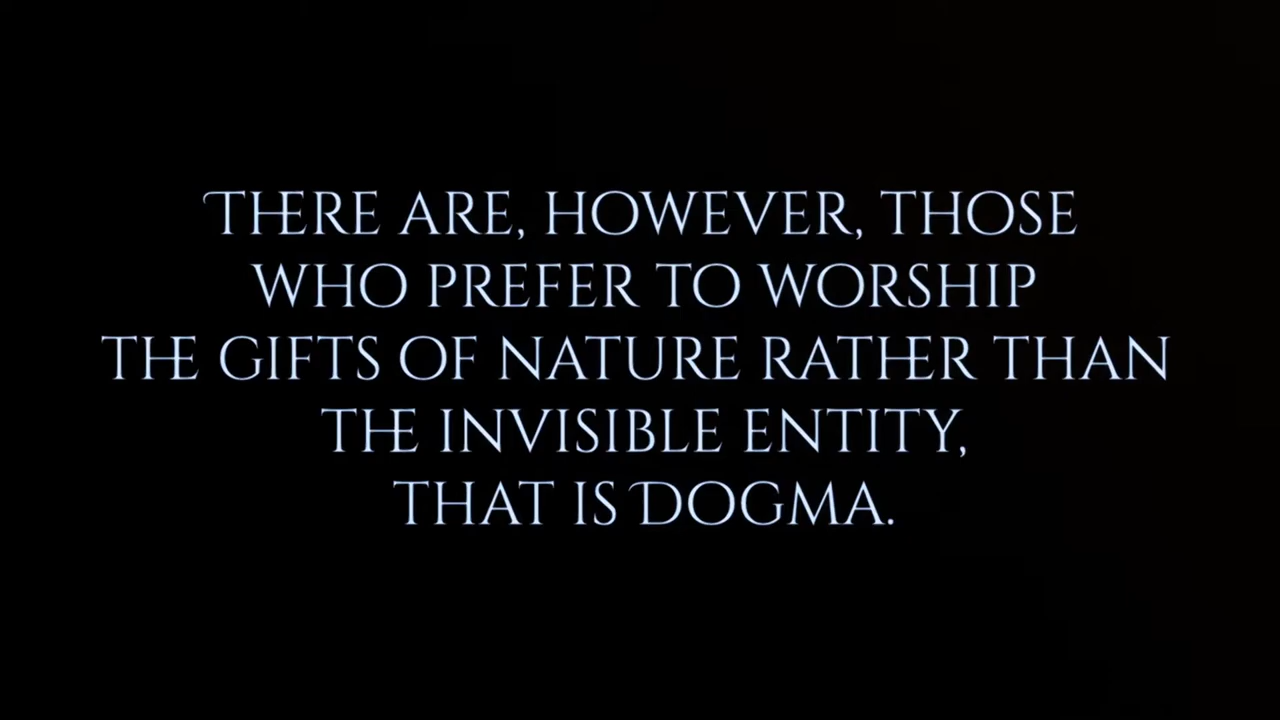 There are, however, those
who prefer to worship
the gifts of nature rather than
the invisible entity,
that is Dogma.